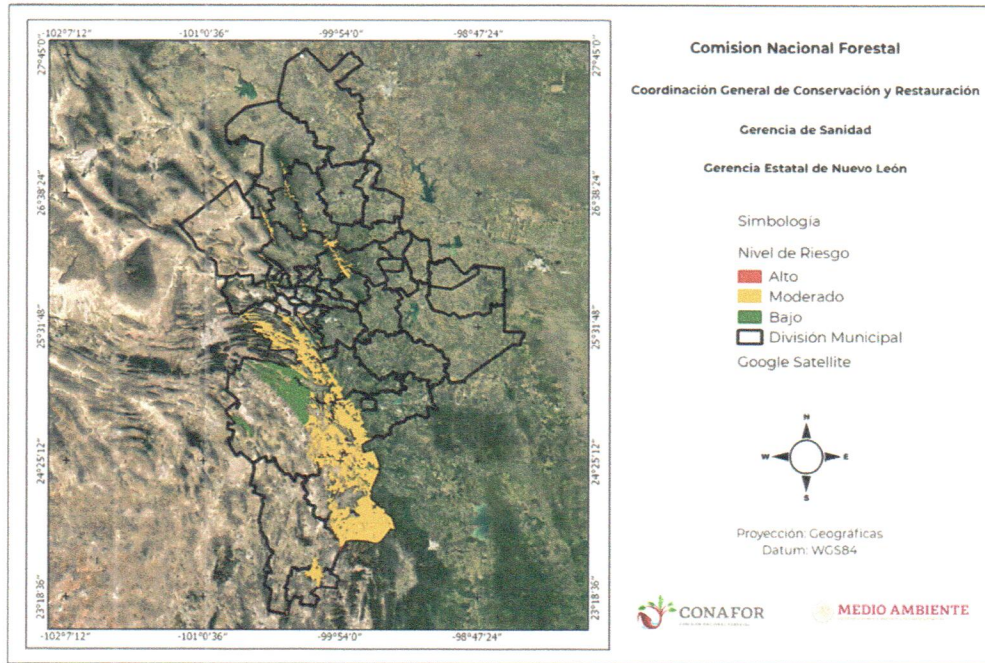 -102°7'12" -101°0'36" -99°54'0" -98°47'24"
27°45'0"
26°38'24"
25°31'48"
24°25'12"
23°18'36"
27°45'0"
26°38'24"
25°31'48"
24°25'12"
23°18'36"
-102°7'12" -101°0'36" -99°54'0" -98°47'24"
Comision Nacional Forestal
Coordinación General de Conservación y Restauración
Gerencia de Sanidad
Gerencia Estatal de Nuevo León
Simbología
Nivel de Riesgo
Alto
Moderado
Bajo
División Municipal
Google Satellite
N
W E
S
Proyección: Geográficas
Datum: WGS84
CONAFOR
COMISIÓN NACIONAL FORESTAL
MEDIO AMBIENTE